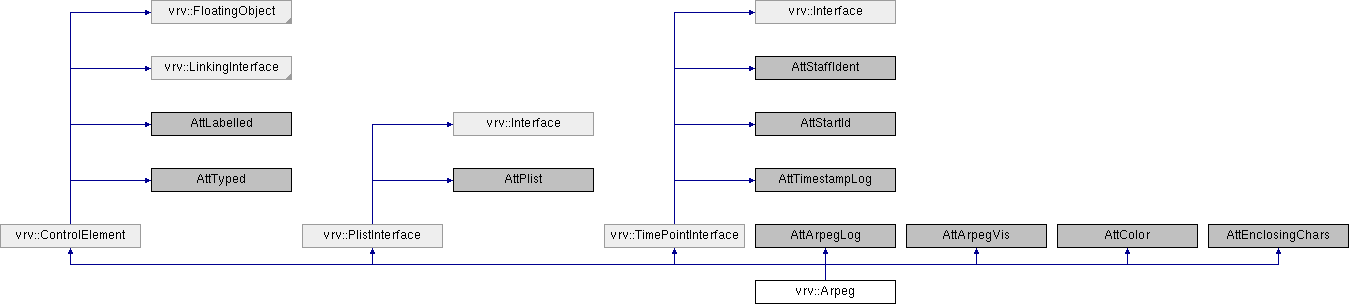 vrv::FloatingObject vrv::Interface
vrv::LinkingInterface AttStaffIdent
AttLabelled vrv::Interface AttStartId
AttTyped AttPlist AttTimestampLog
vrv::ControlElement vrv::PlistInterface vrv::TimePointInterface AttArpegLog AttArpegVis AttColor AttEnclosingChars
vrv::Arpeg